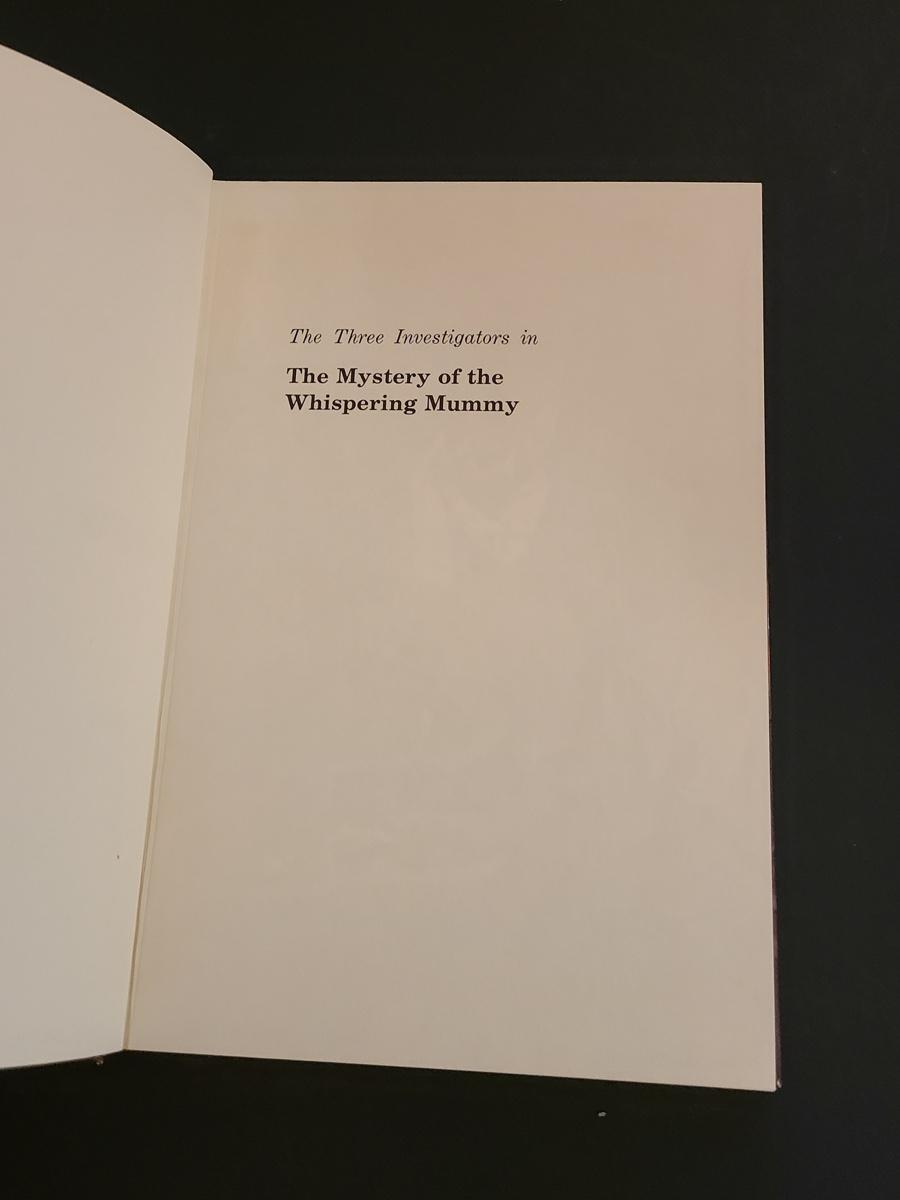 The Three Investigators in
The Mystery of the
Whispering Mummy